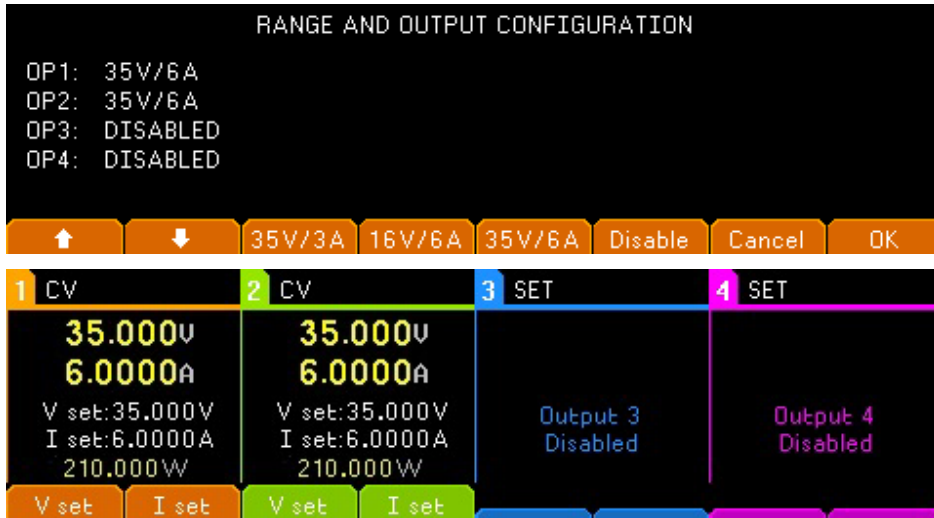 RANGE AND OUTPUT CONFIGURATION
OP1: 35V/6A
OP2: 35V/6A
OP3: DISABLED
OP4: DISABLED
35V/3A 16V/6A 35V/6A Disable Cancel OK
1 CV 2 CV 3 SET 4 SET
35.000V 35.000V
6.0000A 6.0000A
V set:35.000V V set:35.000V Output 3 Output 4
I set:6.0000A I set:6.0000A Disabled Disabled
210.000W 210.000W
V set I set V set I set